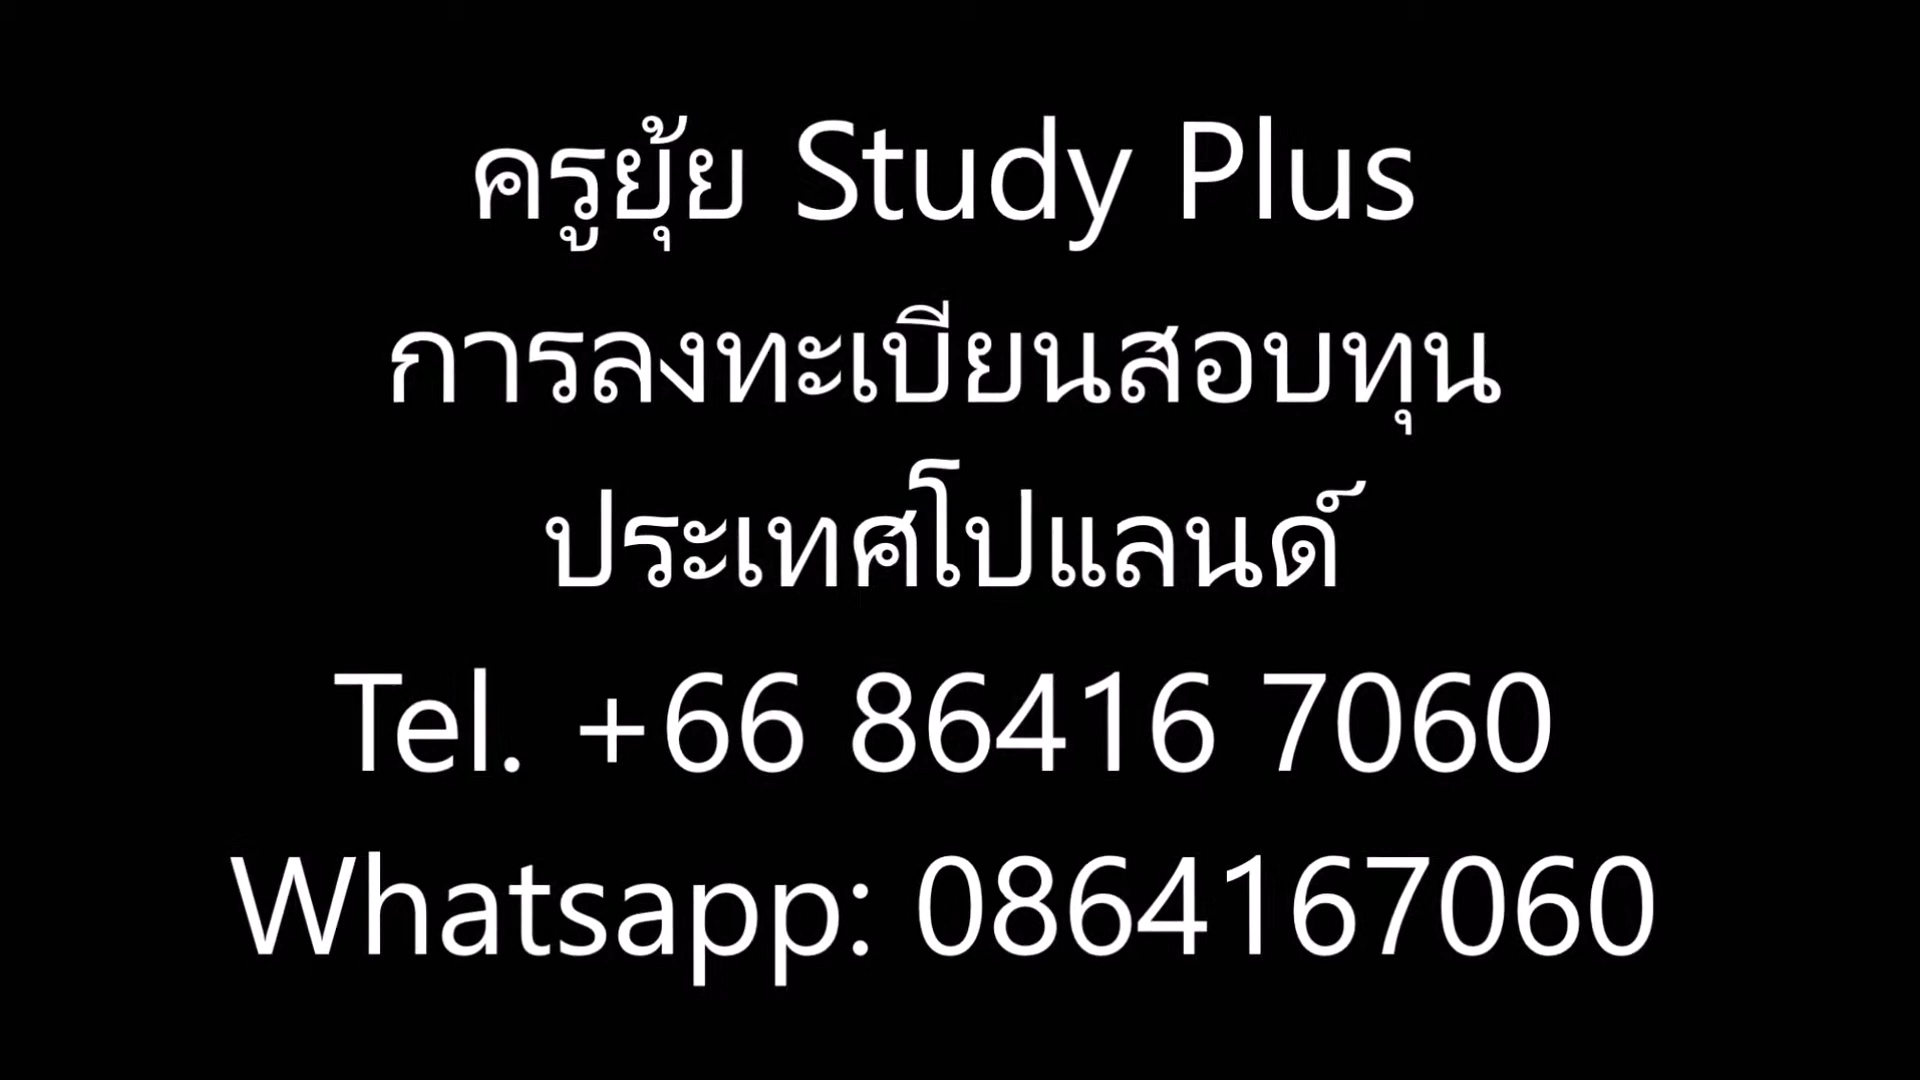 ครูยุ้ย Study Plus
การลงทะเบียนสอบทุน
ประเทศโปแลนด์
Tel. +66 86416 7060
Whatsapp: 0864167060